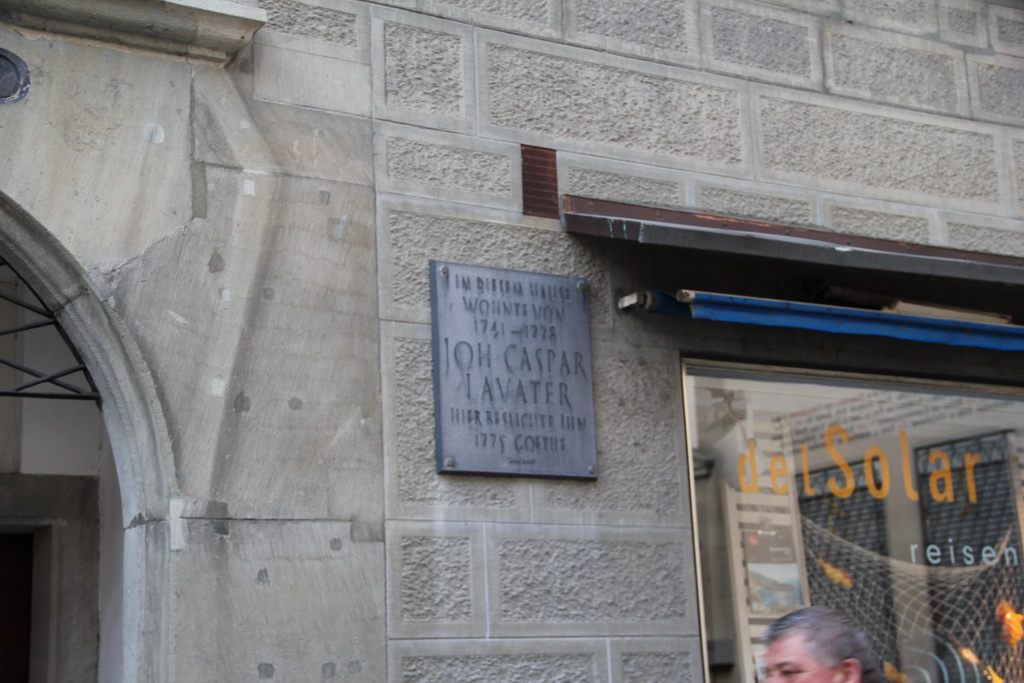 IN DIESEM HAUSE
WOHNTE VON
1741–1778
JOH CASPAR
LAVATER
HIER BESUCHTE IHN
1775 GOETHE
delSolar
reisen